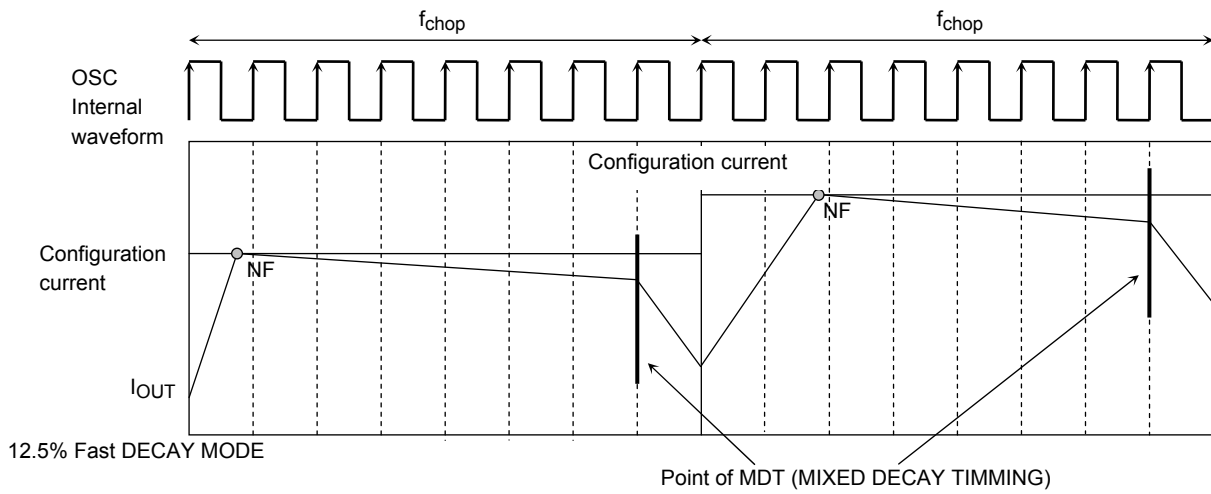 fchop
fchop
OSC
Internal
waveform
Configuration current
NF
Configuration
current
NF
IOUT
12.5% Fast DECAY MODE
Point of MDT (MIXED DECAY TIMMING)